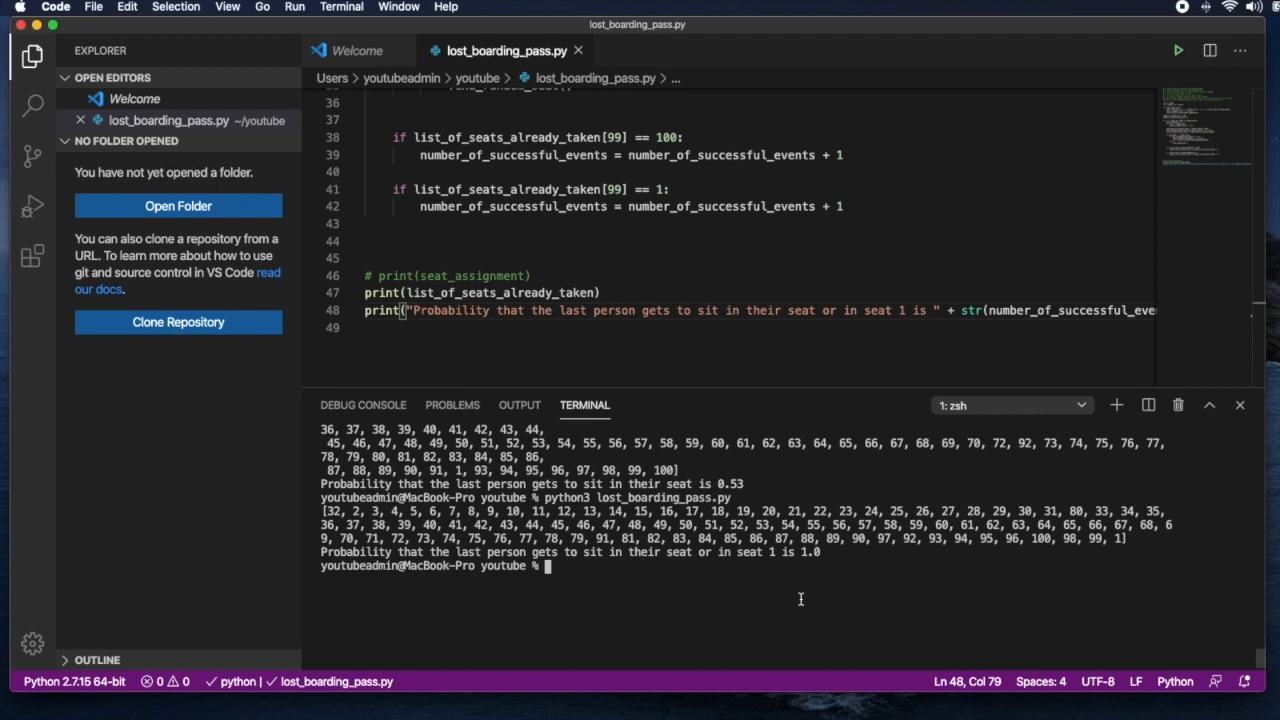 Code File Edit Selection View Go Run Terminal Window Help
lost_boarding_pass.py
EXPLORER
OPEN EDITORS
Welcome
lost_boarding_pass.py ~/youtube
NO FOLDER OPENED
You have not yet opened a folder.
Open Folder
You can also clone a repository from a
URL. To learn more about how to use
git and source control in VS Code read
our docs.
Clone Repository
OUTLINE
Welcome lost_boarding_pass.py
Users > youtubeadmin > youtube > lost_boarding_pass.py > ...
36
37
38 if list_of_seats_already_taken[99] == 100:
39 number_of_successful_events = number_of_successful_events + 1
40
41 if list_of_seats_already_taken[99] == 1:
42 number_of_successful_events = number_of_successful_events + 1
43
44
45
46 # print(seat_assignment)
47 print(list_of_seats_already_taken)
48 print("Probability that the last person gets to sit in their seat or in seat 1 is " + str(number_of_successful_eve
49
DEBUG CONSOLE PROBLEMS OUTPUT TERMINAL 1: zsh
36, 37, 38, 39, 40, 41, 42, 43, 44,
45, 46, 47, 48, 49, 50, 51, 52, 53, 54, 55, 56, 57, 58, 59, 60, 61, 62, 63, 64, 65, 66, 67, 68, 69, 70, 72, 92, 73, 74, 75, 76, 77,
78, 79, 80, 81, 82, 83, 84, 85, 86,
87, 88, 89, 90, 91, 1, 93, 94, 95, 96, 97, 98, 99, 100]
Probability that the last person gets to sit in their seat is 0.53
youtubeadmin@MacBook-Pro youtube % python3 lost_boarding_pass.py
[32, 2, 3, 4, 5, 6, 7, 8, 9, 10, 11, 12, 13, 14, 15, 16, 17, 18, 19, 20, 21, 22, 23, 24, 25, 26, 27, 28, 29, 30, 31, 80, 33, 34, 35,
36, 37, 38, 39, 40, 41, 42, 43, 44, 45, 46, 47, 48, 49, 50, 51, 52, 53, 54, 55, 56, 57, 58, 59, 60, 61, 62, 63, 64, 65, 66, 67, 68, 6
9, 70, 71, 72, 73, 74, 75, 76, 77, 78, 79, 91, 81, 82, 83, 84, 85, 86, 87, 88, 89, 90, 97, 92, 93, 94, 95, 96, 100, 98, 99, 1]
Probability that the last person gets to sit in their seat or in seat 1 is 1.0
youtubeadmin@MacBook-Pro youtube %
Python 2.7.15 64-bit 0 0 python | lost_boarding_pass.py Ln 48, Col 79 Spaces: 4 UTF-8 LF Python